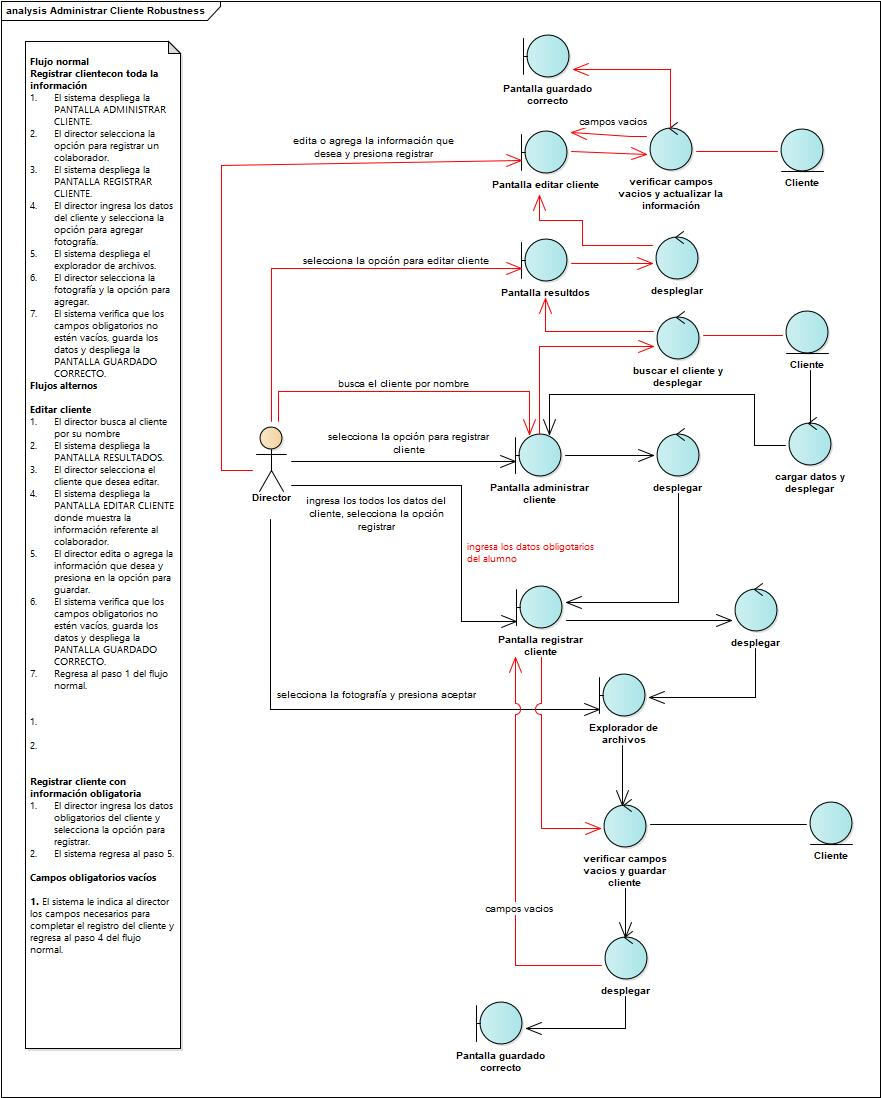 analysis Administrar Cliente Robustness
Flujo normal
Registrar clientecon toda la
información
1. El sistema despliega la
PANTALLA ADMINISTRAR
CLIENTE.
2. El director selecciona la
opción para registrar un
colaborador.
3. El sistema despliega la
PANTALLA REGISTRAR
CLIENTE.
4. El director ingresa los datos
del cliente y selecciona la
opción para agregar
fotografía.
5. El sistema despliega el
explorador de archivos.
6. El director selecciona la
fotografía y la opción para
agregar.
7. El sistema verifica que los
campos obligatorios no
estén vacíos, guarda los
datos y despliega la
PANTALLA GUARDADO
CORRECTO.
Flujos alternos
Editar cliente
1. El director busca al cliente
por su nombre
2. El sistema despliega la
PANTALLA RESULTADOS.
3. El director selecciona el
cliente que desea editar.
4. El sistema despliega la
PANTALLA EDITAR CLIENTE
donde muestra la
información referente al
colaborador.
5. El director edita o agrega la
información que desea y
presiona en la opción para
guardar.
6. El sistema verifica que los
campos obligatorios no
estén vacíos, guarda los
datos y despliega la
PANTALLA GUARDADO
CORRECTO.
7. Regresa al paso 1 del flujo
normal.
1.
2.
Registrar cliente con
información obligatoria
1. El director ingresa los datos
obligatorios del cliente y
selecciona la opción para
registrar.
2. El sistema regresa al paso 5.
Campos obligatorios vacíos
1. El sistema le indica al director
los campos necesarios para
completar el registro del cliente y
regresa al paso 4 del flujo
normal.
Pantalla guardado
correcto
campos vacios
edita o agrega la información que
desea y presiona registrar
Pantalla editar cliente
verificar campos
vacios y actualizar la
información
Cliente
selecciona la opción para editar cliente
Pantalla resultdos
despleglar
buscar el cliente y
desplegar
Cliente
busca el cliente por nombre
selecciona la opción para registrar
cliente
Director
Pantalla administrar
cliente
desplegar
cargar datos y
desplegar
ingresa los todos los datos del
cliente, selecciona la opción
registrar
ingresa los datos obligotarios
del alumno
Pantalla registrar
cliente
desplegar
selecciona la fotografía y presiona aceptar
Explorador de
archivos
verificar campos
vacios y guardar
cliente
Cliente
campos vacios
desplegar
Pantalla guardado
correcto